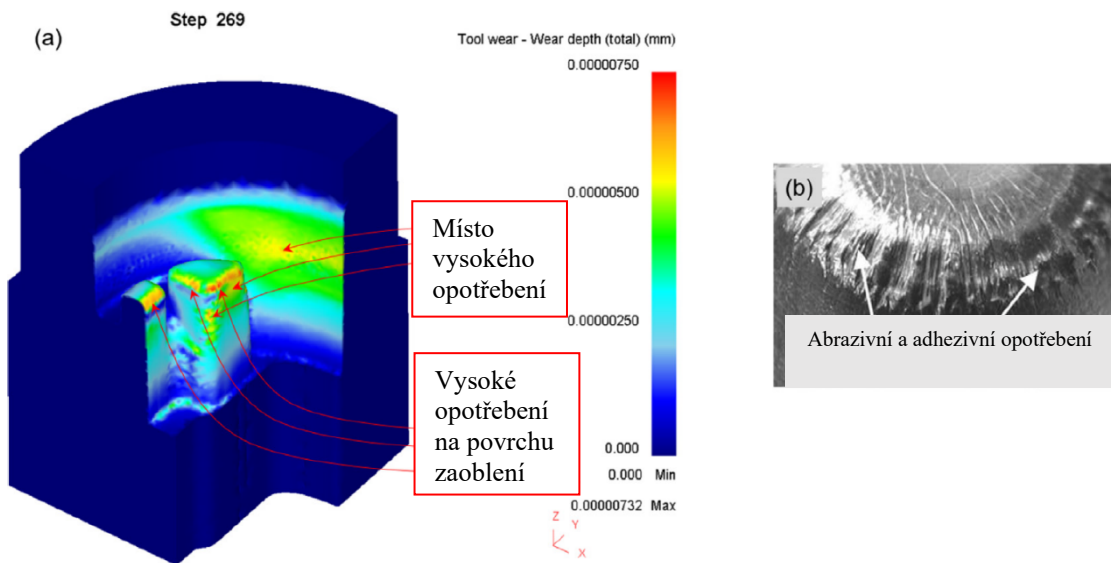 Step 269
(a)
Tool wear - Wear depth (total) (mm)
0.00000750
0.00000500
0.00000250
0.000
0.000 Min
0.00000732 Max
Místo
vysokého
opotřebení
Vysoké
opotřebení
na povrchu
zaoblení
Z
Y
X
(b)
Abrazivní a adhezivní opotřebení